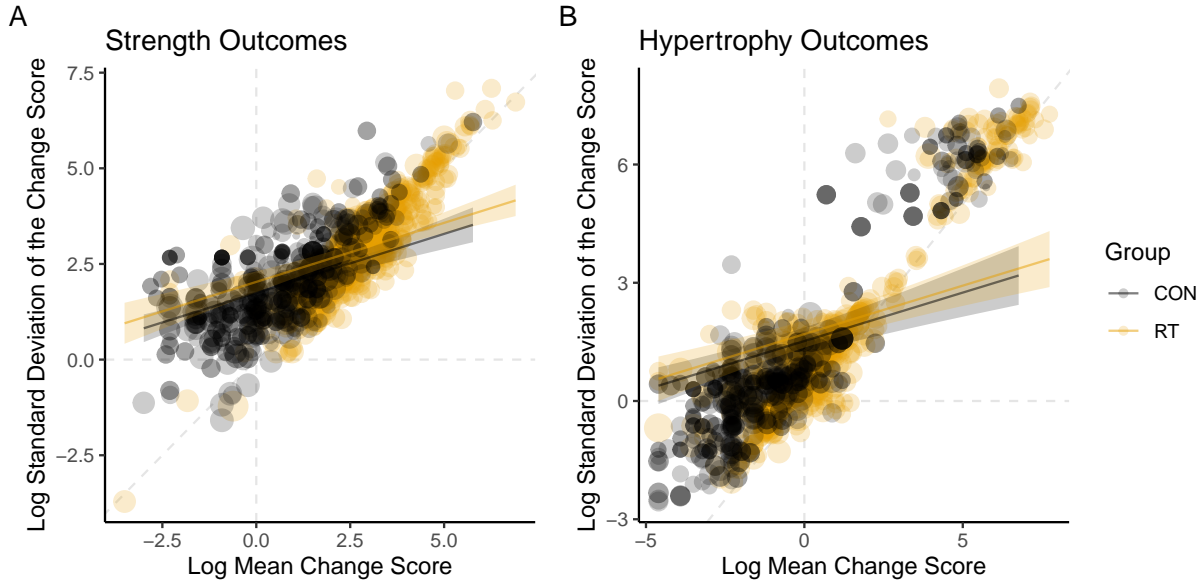 A
Strength Outcomes
Log Standard Deviation of the Change Score
7.5
5.0
2.5
0.0
−2.5
−2.5
0.0
2.5
5.0
Log Mean Change Score
B
Hypertrophy Outcomes
Log Standard Deviation of the Change Score
6
3
0
−3
−5
0
5
Log Mean Change Score
Group
CON
RT